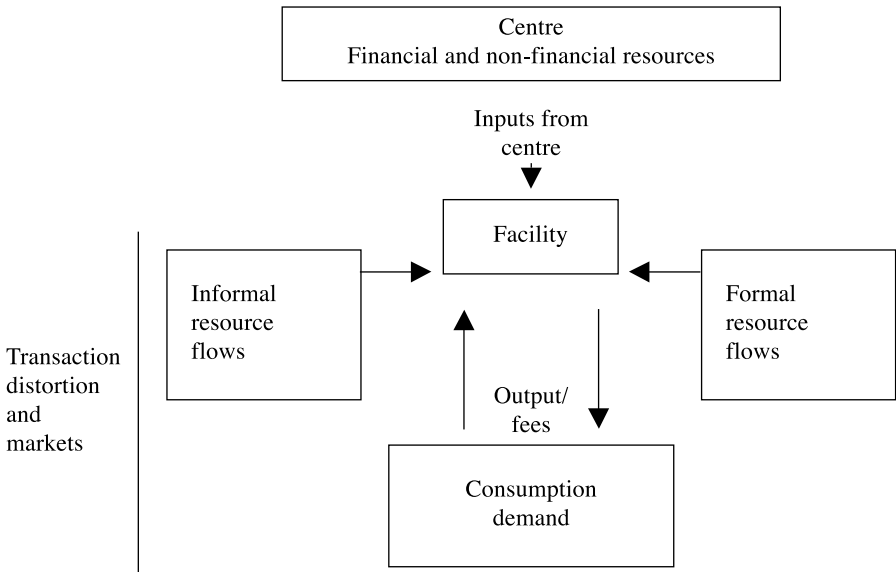 Centre
Financial and non-financial resources
Inputs from
centre
Facility
Informal
resource
flows
Formal
resource
flows
Transaction
distortion
and
markets
Output/
fees
Consumption
demand